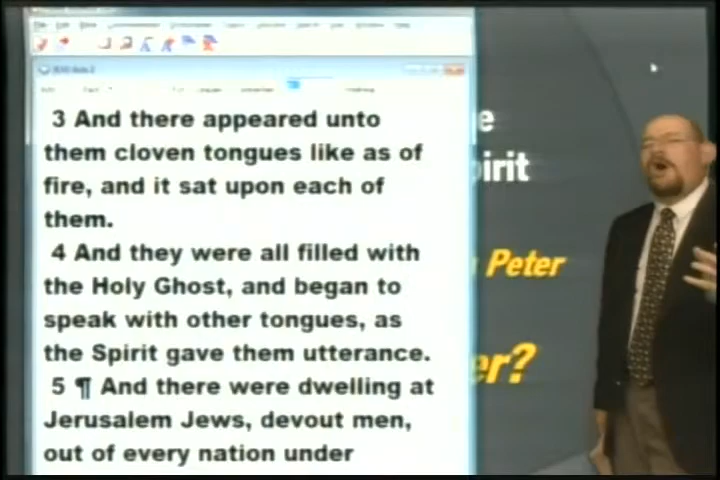 3 And there appeared unto
them cloven tongues like as of
fire, and it sat upon each of
them.
4 And they were all filled with
the Holy Ghost, and began to
speak with other tongues, as
the Spirit gave them utterance.
5 ¶ And there were dwelling at
Jerusalem Jews, devout men,
out of every nation under
Peter